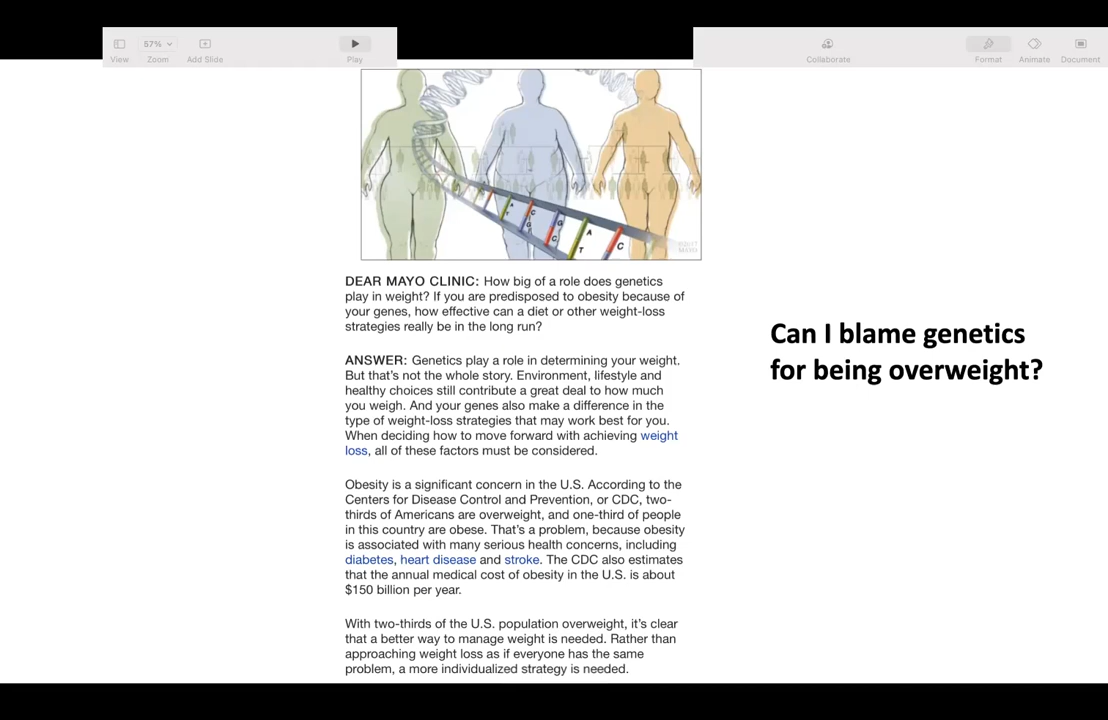 57%
View
Zoom
Add Slide
Play
Collaborate
Format
Animate
Document
A
T
C
G
G
C
A
T
C
DEAR MAYO CLINIC: How big of a role does genetics
play in weight? If you are predisposed to obesity because of
your genes, how effective can a diet or other weight-loss
strategies really be in the long run?
ANSWER: Genetics play a role in determining your weight.
But that's not the whole story. Environment, lifestyle and
healthy choices still contribute a great deal to how much
you weigh. And your genes also make a difference in the
type of weight-loss strategies that may work best for you.
When deciding how to move forward with achieving weight
loss, all of these factors must be considered.
Obesity is a significant concern in the U.S. According to the
Centers for Disease Control and Prevention, or CDC, two-
thirds of Americans are overweight, and one-third of people
in this country are obese. That's a problem, because obesity
is associated with many serious health concerns, including
diabetes, heart disease and stroke. The CDC also estimates
that the annual medical cost of obesity in the U.S. is about
$150 billion per year.
With two-thirds of the U.S. population overweight, it's clear
that a better way to manage weight is needed. Rather than
approaching weight loss as if everyone has the same
problem, a more individualized strategy is needed.
Can I blame genetics
for being overweight?